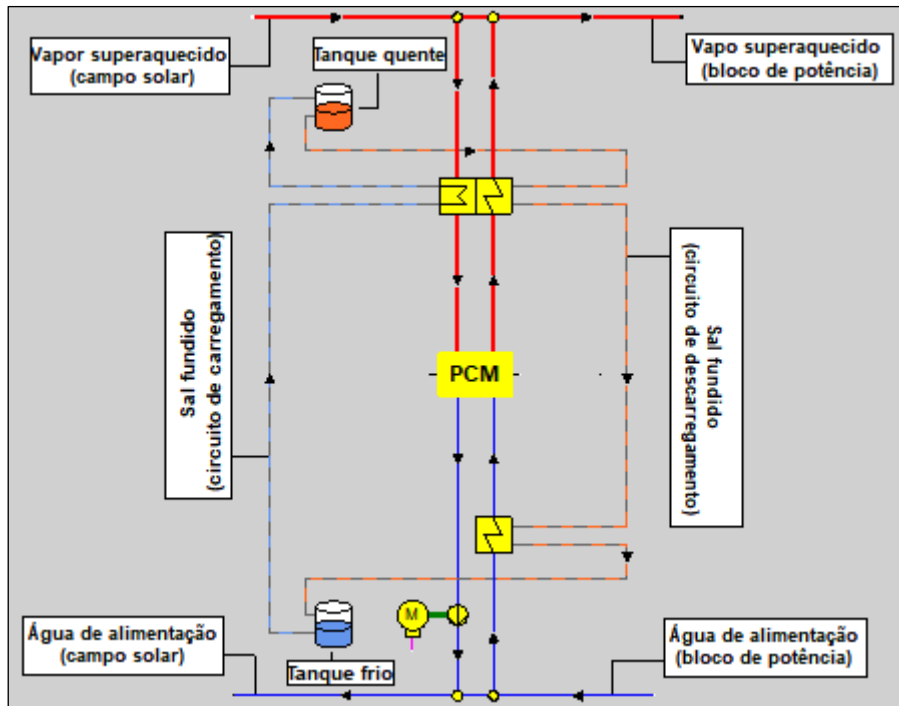 Vapor superaquecido
(campo solar)
Tanque quente
Vapo superaquecido
(bloco de potência)
Sal fundido
(circuito de carregamento)
Sal fundido
(circuito de descarregamento)
PCM
M
Água de alimentação
(campo solar)
Tanque frio
Água de alimentação
(bloco de potência)